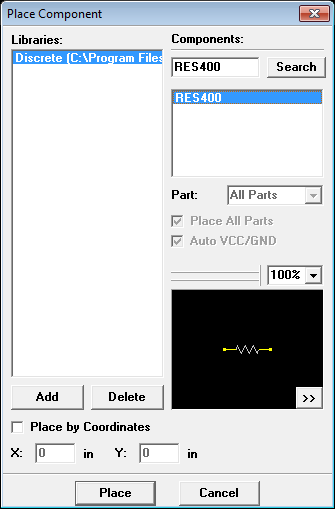 Place Component
Libraries:
Discrete (C:\Program Files
Components:
RES400
Search
RES400
Part:
All Parts
Place All Parts
Auto VCC/GND
100%
>>
Add
Delete
Place by Coordinates
X: 0 in Y: 0 in
Place
Cancel